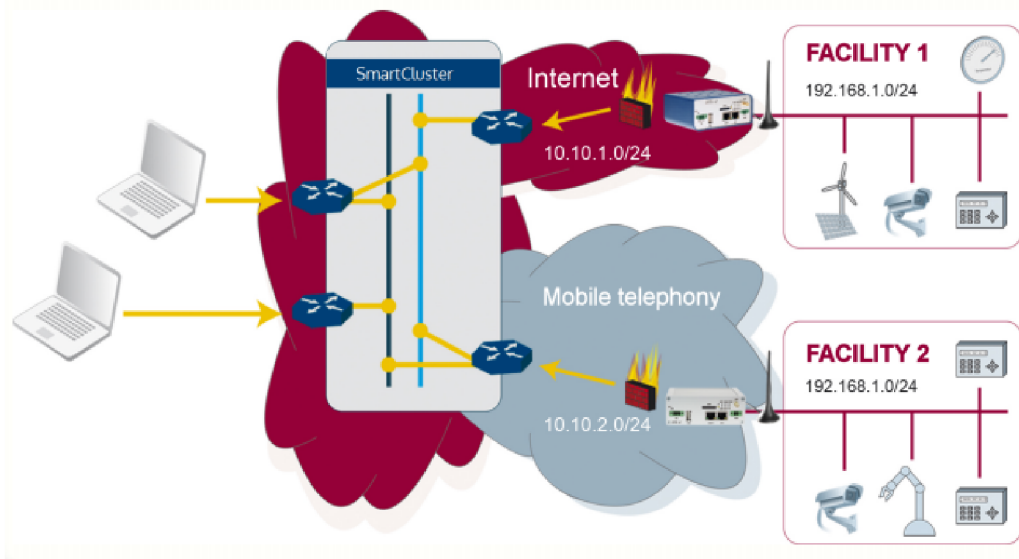 SmartCluster
Internet
10.10.1.0/24
FACILITY 1
192.168.1.0/24
Mobile telephony
10.10.2.0/24
FACILITY 2
192.168.1.0/24